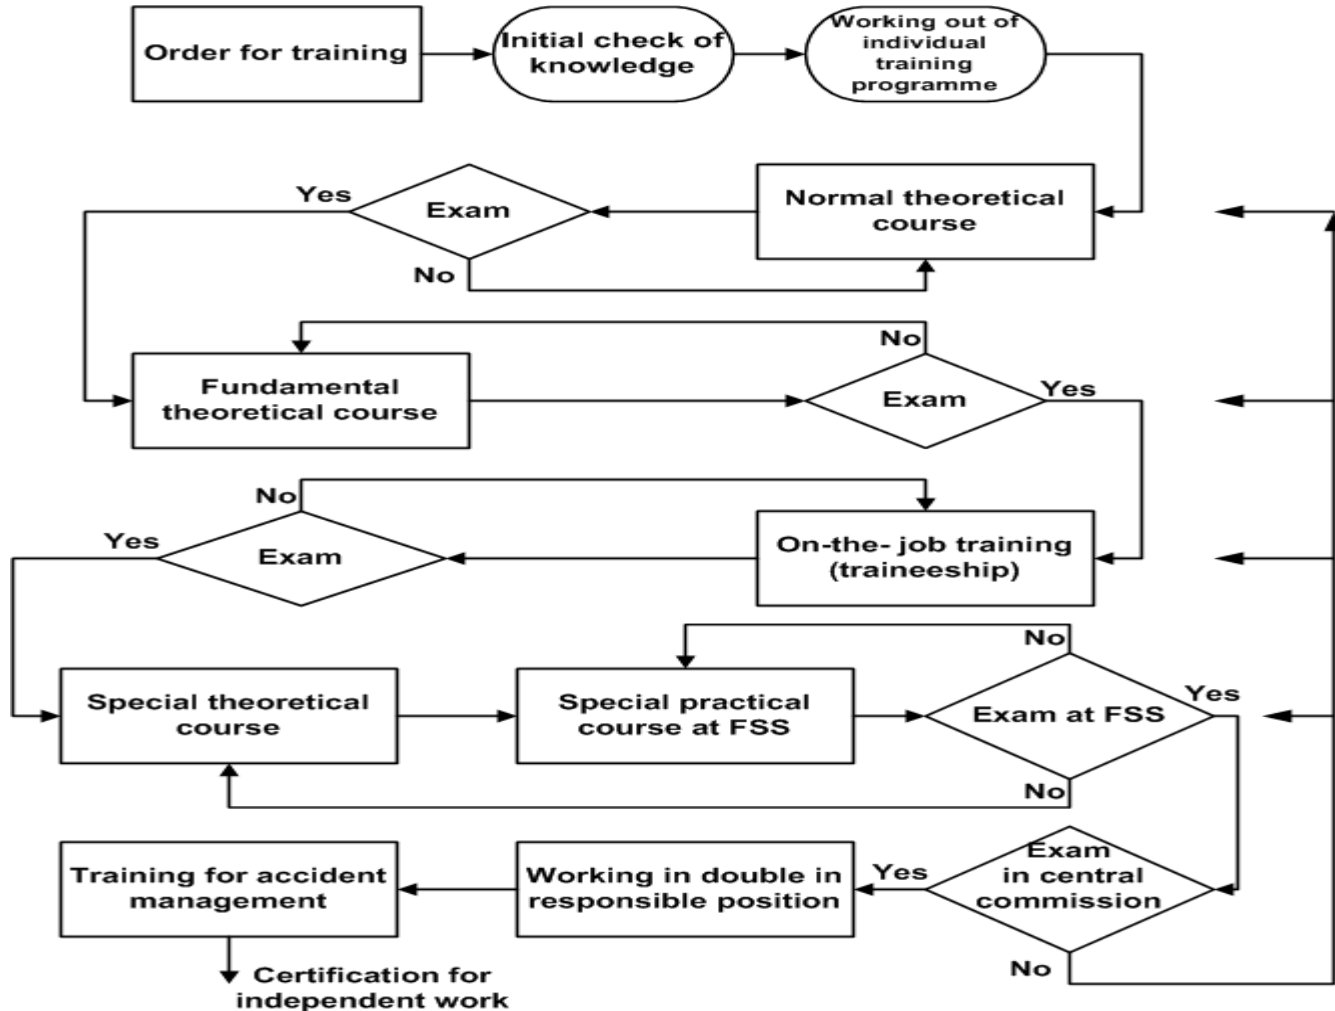 Order for training
Initial check of
knowledge
Working out of
individual
training
programme
Yes
Exam
Normal theoretical
course
No
No
Fundamental
theoretical course
Exam
Yes
No
Yes
Exam
On-the- job training
(traineeship)
No
Special theoretical
course
Special practical
course at FSS
Exam at FSS
Yes
No
Training for accident
management
Working in double in
responsible position
Yes
Exam
in central
commission
No
Certification for
independent work